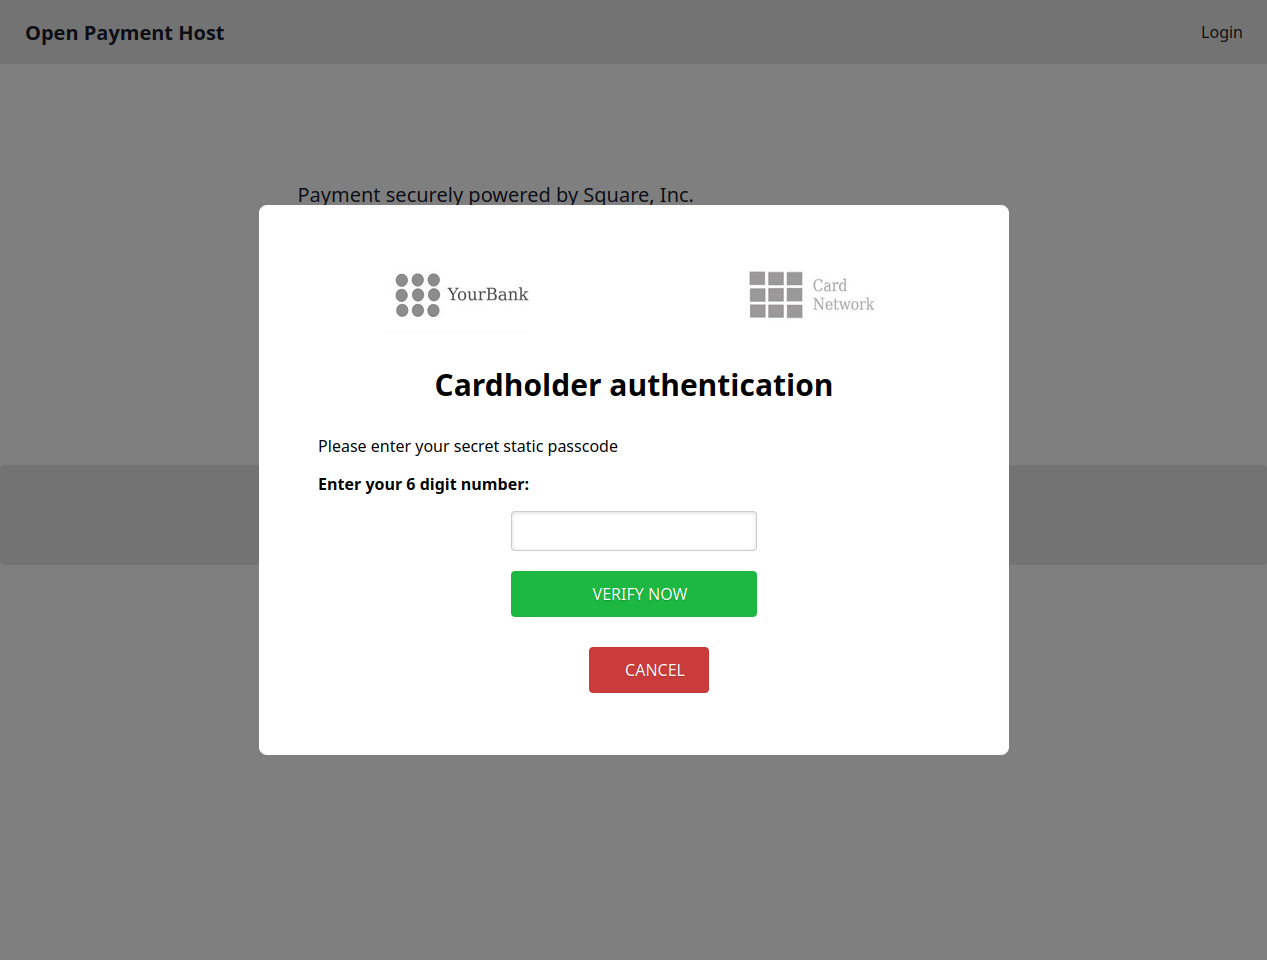 Open Payment Host
Login
Payment securely powered by Square, Inc.
YourBank
Card
Network
Cardholder authentication
Please enter your secret static passcode
Enter your 6 digit number:
VERIFY NOW
CANCEL